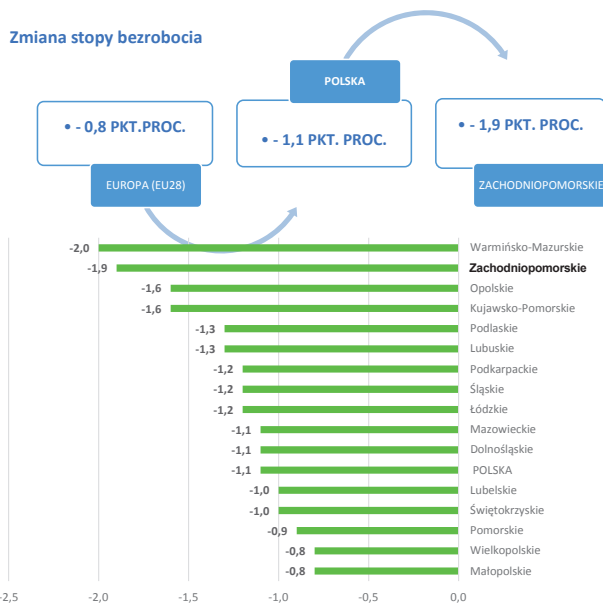 Zmiana stopy bezrobocia
POLSKA
• - 0,8 PKT.PROC.
• - 1,1 PKT. PROC.
• - 1,9 PKT. PROC.
EUROPA (EU28)
ZACHODNIOPOMORSKIE
-2,0 Warmińsko-Mazurskie
-1,9 Zachodniopomorskie
-1,6 Opolskie
-1,6 Kujawsko-Pomorskie
-1,3 Podlaskie
-1,3 Lubuskie
-1,2 Podkarpackie
-1,2 Śląskie
-1,2 Łódzkie
-1,1 Mazowieckie
-1,1 Dolnośląskie
-1,1 POLSKA
-1,0 Lubelskie
-1,0 Świętokrzyskie
-0,9 Pomorskie
-0,8 Wielkopolskie
-0,8 Małopolskie
-2,5 -2,0 -1,5 -1,0 -0,5 0,0